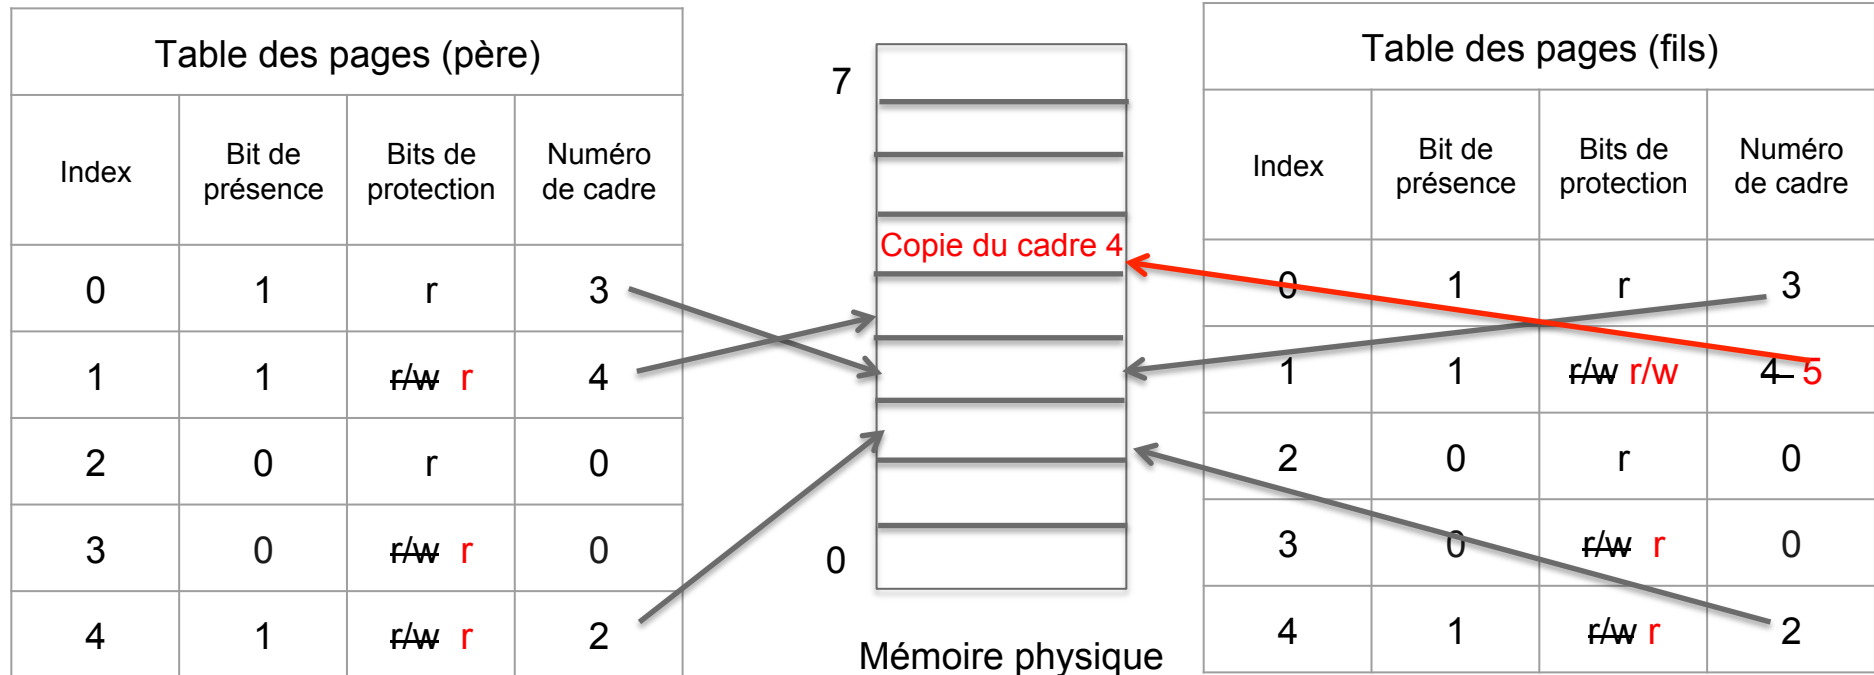 Table des pages (père)
Index Bit de présence Bits de protection Numéro de cadre
0 1 r 3
1 1 r/w r 4
2 0 r 0
3 0 r/w r 0
4 1 r/w r 2
7
Copie du cadre 4
0
Mémoire physique
Table des pages (fils)
Index Bit de présence Bits de protection Numéro de cadre
0 1 r 3
1 1 r/w r/w 4 5
2 0 r 0
3 0 r/w r 0
4 1 r/w r 2